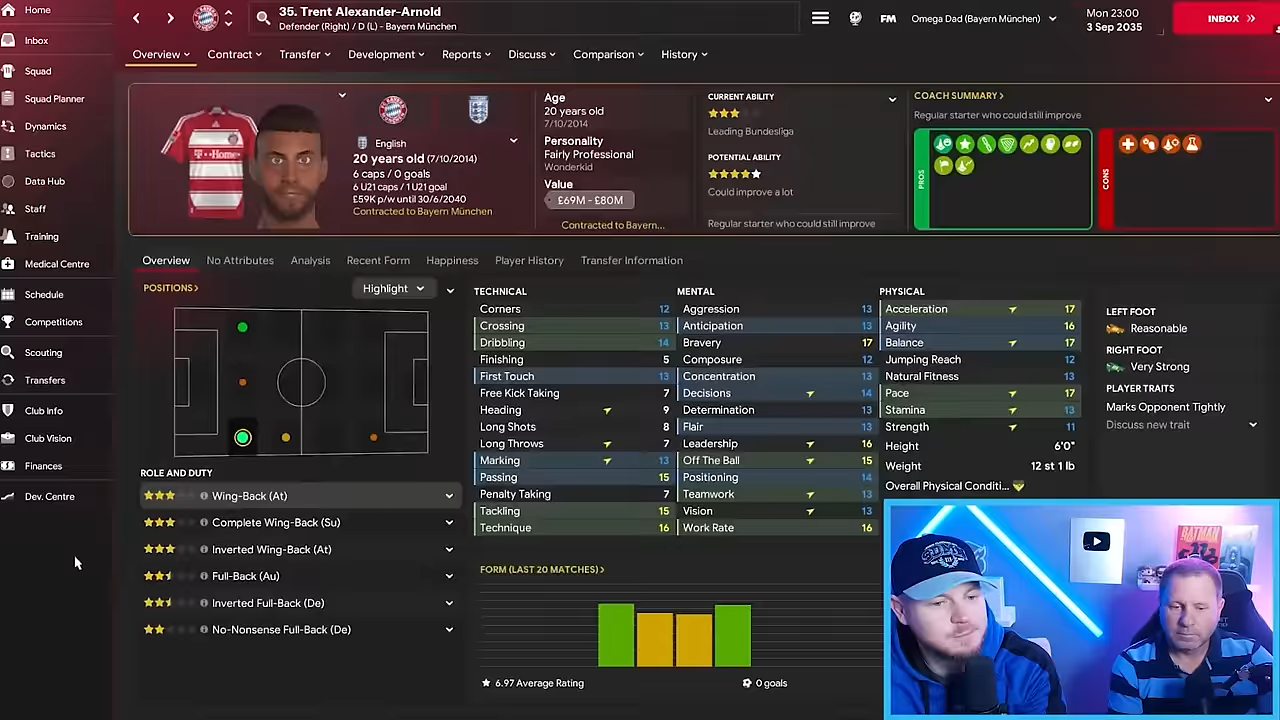 Home
Inbox
Squad
Squad Planner
Dynamics
Tactics
Data Hub
Staff
Training
Medical Centre
Schedule
Competitions
Scouting
Transfers
Club Info
Club Vision
Finances
Dev. Centre
35. Trent Alexander-Arnold
Defender (Right) / D (L) - Bayern München
FM
Omega Dad (Bayern München)
Mon 23:00
3 Sep 2035
INBOX
Overview
Contract
Transfer
Development
Reports
Discuss
Comparison
History
T··Home·
English
20 years old (7/10/2014)
6 caps / 0 goals
6 U21 caps / 1 U21 goal
£59K p/w until 30/6/2040
Contracted to Bayern München
Age
20 years old
7/10/2014
Personality
Fairly Professional
Wonderkid
Value
£69M - £80M
Contracted to Bayern...
CURRENT ABILITY
Leading Bundesliga
POTENTIAL ABILITY
Could improve a lot
Regular starter who could still improve
COACH SUMMARY >
Regular starter who could still improve
PROS
CONS
Overview
No Attributes
Analysis
Recent Form
Happiness
Player History
Transfer Information
POSITIONS >
Highlight
ROLE AND DUTY
Wing-Back (At)
Complete Wing-Back (Su)
Inverted Wing-Back (At)
Full-Back (Au)
Inverted Full-Back (De)
No-Nonsense Full-Back (De)
TECHNICAL
Corners 12
Crossing 13
Dribbling 14
Finishing 5
First Touch 13
Free Kick Taking 7
Heading 9
Long Shots 8
Long Throws 7
Marking 13
Passing 15
Penalty Taking 7
Tackling 15
Technique 16
MENTAL
Aggression 13
Anticipation 13
Bravery 17
Composure 12
Concentration 13
Decisions 14
Determination 13
Flair 13
Leadership 16
Off The Ball 15
Positioning 14
Teamwork 13
Vision 13
Work Rate 16
PHYSICAL
Acceleration 17
Agility 16
Balance 17
Jumping Reach 12
Natural Fitness 13
Pace 17
Stamina 13
Strength 11
Height 6'0"
Weight 12 st 1 lb
Overall Physical Conditi...
LEFT FOOT
Reasonable
RIGHT FOOT
Very Strong
PLAYER TRAITS
Marks Opponent Tightly
Discuss new trait
FORM (LAST 20 MATCHES) >
6.97 Average Rating
0 goals
BATMAN